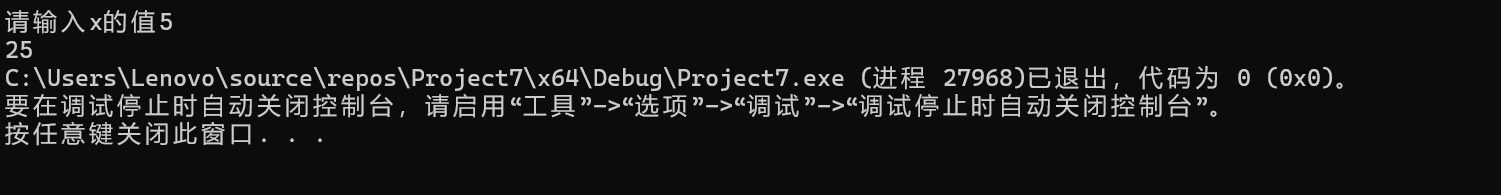 请输入x的值5
25
C:\Users\Lenovo\source\repos\Project7\x64\Debug\Project7.exe (进程 27968)已退出，代码为 0 (0x0)。
要在调试停止时自动关闭控制台，请启用“工具”->“选项”->“调试”->“调试停止时自动关闭控制台”。
按任意键关闭此窗口. . .